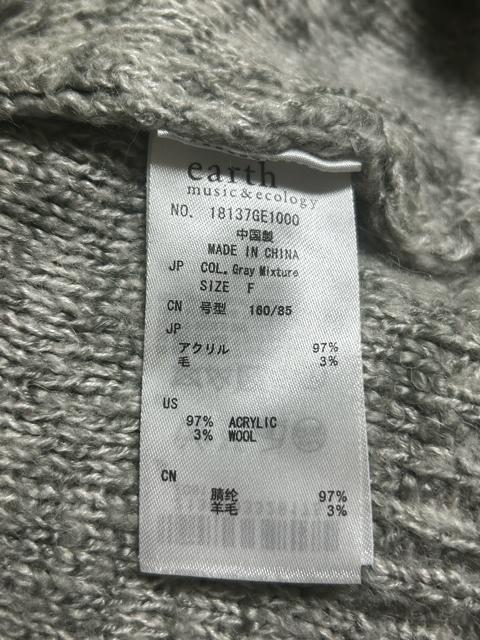 earth
music & ecology
NO. 18137GE1000
中国製
MADE IN CHINA
JP COL. Gray Mixture
SIZE F
CN 号型 160/85
JP
アクリル 97%
毛 3%
US
97% ACRYLIC
3% WOOL
CN
腈纶 97%
羊毛 3%